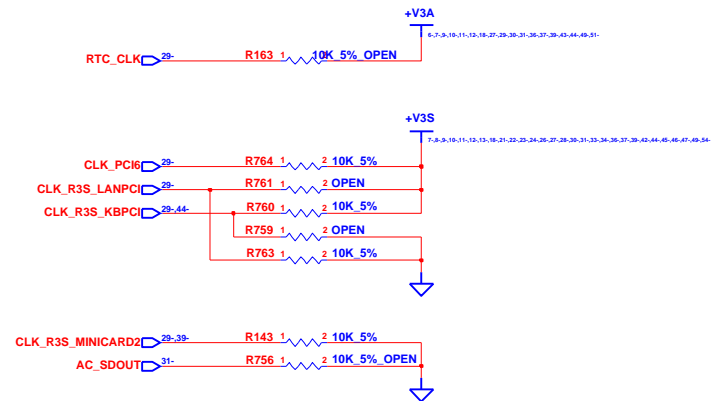 +V3A
6-,7-,9-,10-,11-,12-,18-,27-,29-,30-,31-,36-,37-,39-,43-,44-,49-,51-
RTC_CLK 29- R163 1 10K_5%_OPEN
+V3S
7-,8-,9-,10-,11-,12-,13-,18-,21-,22-,23-,24-,26-,27-,28-,30-,31-,33-,34-,36-,37-,39-,42-,44-,45-,46-,47-,49-,54-
CLK_PCI6 29- R764 1 2 10K_5%
CLK_R3S_LANPCI 29- R761 1 2 OPEN
CLK_R3S_KBPCI 29-,44- R760 1 2 10K_5%
R759 1 2 OPEN
R763 1 2 10K_5%
CLK_R3S_MINICARD2 29-,39- R143 1 2 10K_5%
AC_SDOUT 31- R756 1 2 10K_5%_OPEN